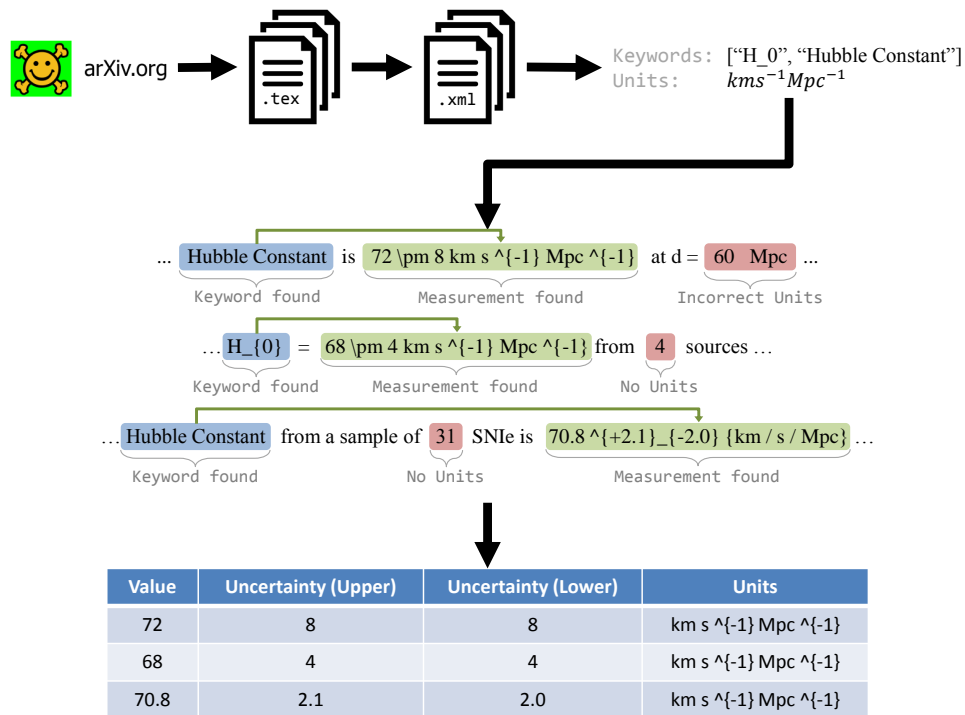 arXiv.org
.tex
.xml
Keywords: ["H_0", "Hubble Constant"]
Units: kms⁻¹Mpc⁻¹
... Hubble Constant is 72 \pm 8 km s ^{-1} Mpc ^{-1} at d = 60 Mpc ...
Keyword found Measurement found Incorrect Units
...H_{0} = 68 \pm 4 km s ^{-1} Mpc ^{-1} from 4 sources ...
Keyword found Measurement found No Units
...Hubble Constant from a sample of 31 SNIe is 70.8 ^{+2.1}_{-2.0} {km / s / Mpc} ...
Keyword found No Units Measurement found
Value Uncertainty (Upper) Uncertainty (Lower) Units
72 8 8 km s ^{-1} Mpc ^{-1}
68 4 4 km s ^{-1} Mpc ^{-1}
70.8 2.1 2.0 km s ^{-1} Mpc ^{-1}